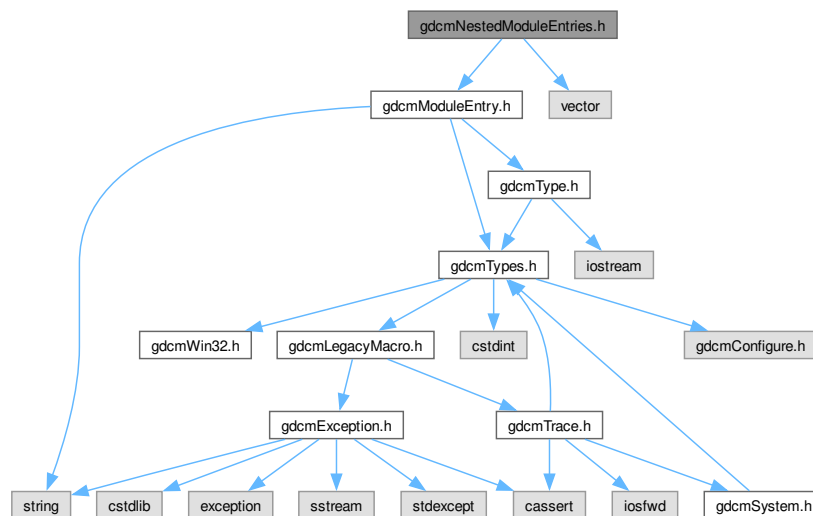 gdcmNestedModuleEntries.h
gdcmModuleEntry.h
vector
gdcmType.h
gdcmTypes.h
iostream
gdcmWin32.h
gdcmLegacyMacro.h
cstdint
gdcmConfigure.h
gdcmException.h
gdcmTrace.h
string
cstdlib
exception
sstream
stdexcept
cassert
iosfwd
gdcmSystem.h